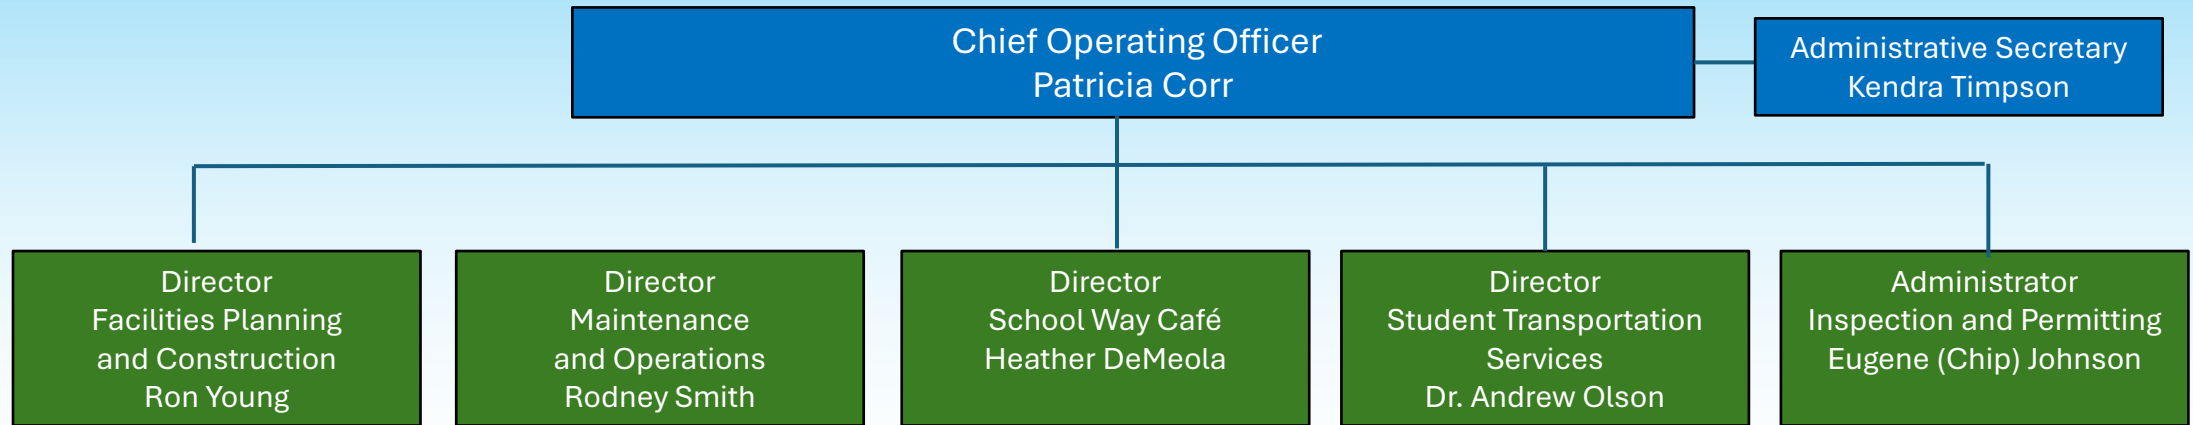 Chief Operating Officer
Patricia Corr
Administrative Secretary
Kendra Timpson
Director
Facilities Planning
and Construction
Ron Young
Director
Maintenance
and Operations
Rodney Smith
Director
School Way Café
Heather DeMeola
Director
Student Transportation
Services
Dr. Andrew Olson
Administrator
Inspection and Permitting
Eugene (Chip) Johnson